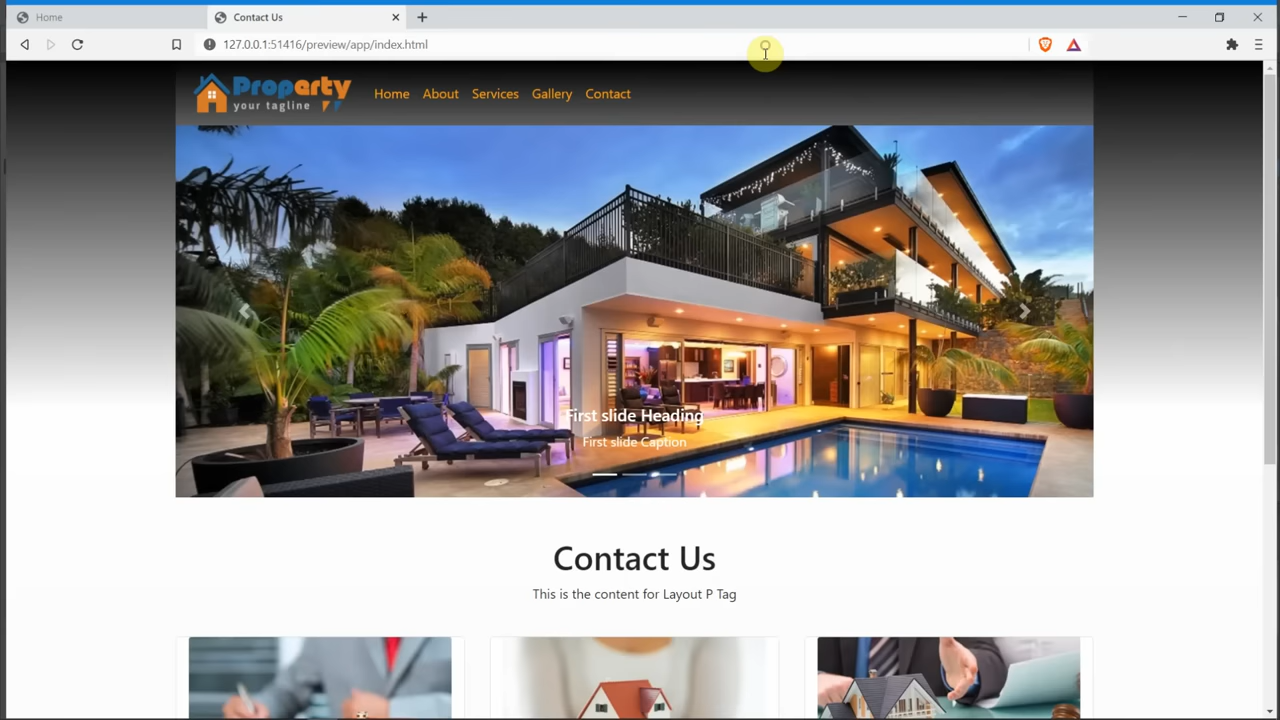 Home
Contact Us
127.0.0.1:51416/preview/app/index.html
Property
your tagline
Home About Services Gallery Contact
First slide Heading
First slide Caption
Contact Us
This is the content for Layout P Tag